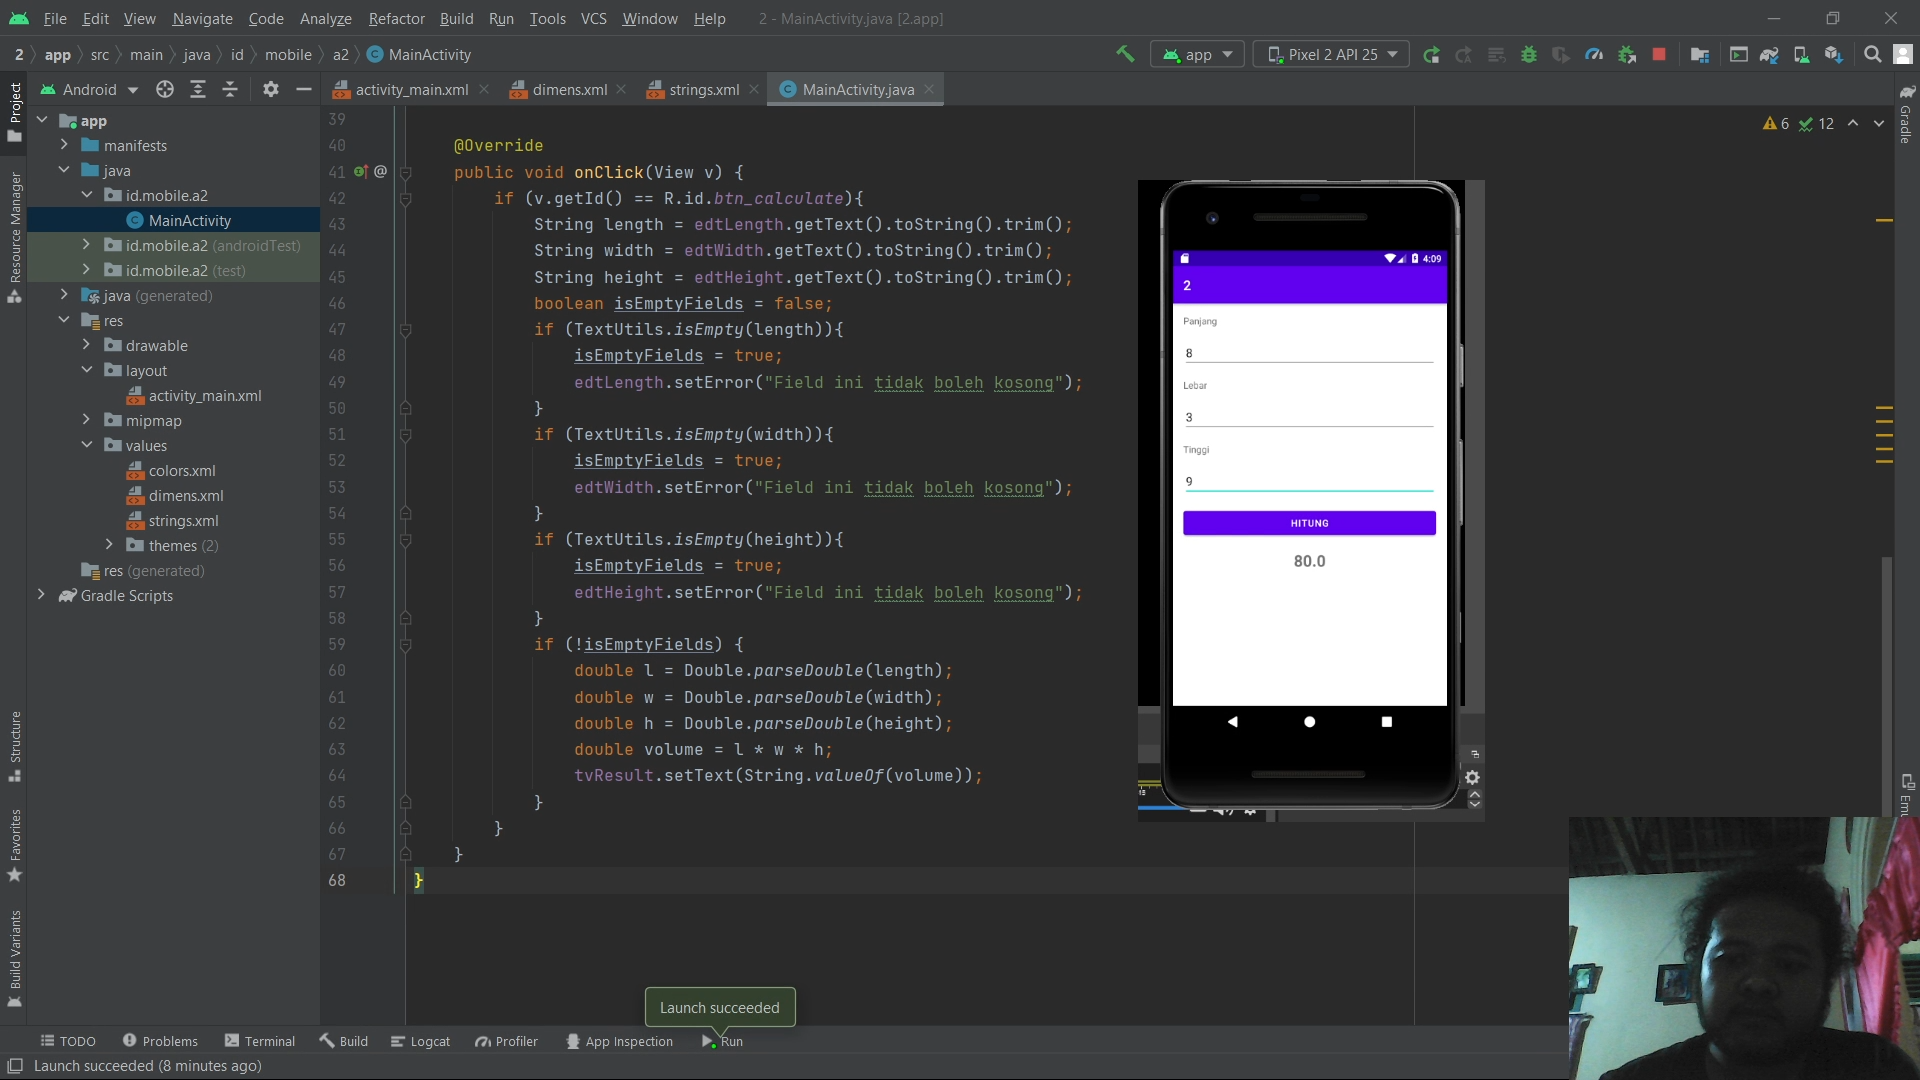 File Edit View Navigate Code Analyze Refactor Build Run Tools VCS Window Help 2 - MainActivity.java [2.app]
2 app src main java id mobile a2 MainActivity
app Pixel 2 API 25
Project
Resource Manager
Structure
Favorites
Build Variants
Android
app
manifests
java
id.mobile.a2
MainActivity
id.mobile.a2 (androidTest)
id.mobile.a2 (test)
java (generated)
res
drawable
layout
activity_main.xml
mipmap
values
colors.xml
dimens.xml
strings.xml
themes (2)
res (generated)
Gradle Scripts
activity_main.xml dimens.xml strings.xml MainActivity.java
6 12
39
40 @Override
41 @ public void onClick(View v) {
42 if (v.getId() == R.id.btn_calculate){
43 String length = edtLength.getText().toString().trim();
44 String width = edtWidth.getText().toString().trim();
45 String height = edtHeight.getText().toString().trim();
46 boolean isEmptyFields = false;
47 if (TextUtils.isEmpty(length)){
48 isEmptyFields = true;
49 edtLength.setError("Field ini tidak boleh kosong");
50 }
51 if (TextUtils.isEmpty(width)){
52 isEmptyFields = true;
53 edtWidth.setError("Field ini tidak boleh kosong");
54 }
55 if (TextUtils.isEmpty(height)){
56 isEmptyFields = true;
57 edtHeight.setError("Field ini tidak boleh kosong");
58 }
59 if (!isEmptyFields) {
60 double l = Double.parseDouble(length);
61 double w = Double.parseDouble(width);
62 double h = Double.parseDouble(height);
63 double volume = l * w * h;
64 tvResult.setText(String.valueOf(volume));
65 }
66 }
67 }
68 }
4:09
2
Panjang
8
Lebar
3
Tinggi
9
HITUNG
80.0
Gradle
Emu
Launch succeeded
TODO Problems Terminal Build Logcat Profiler App Inspection Run
Launch succeeded (8 minutes ago)